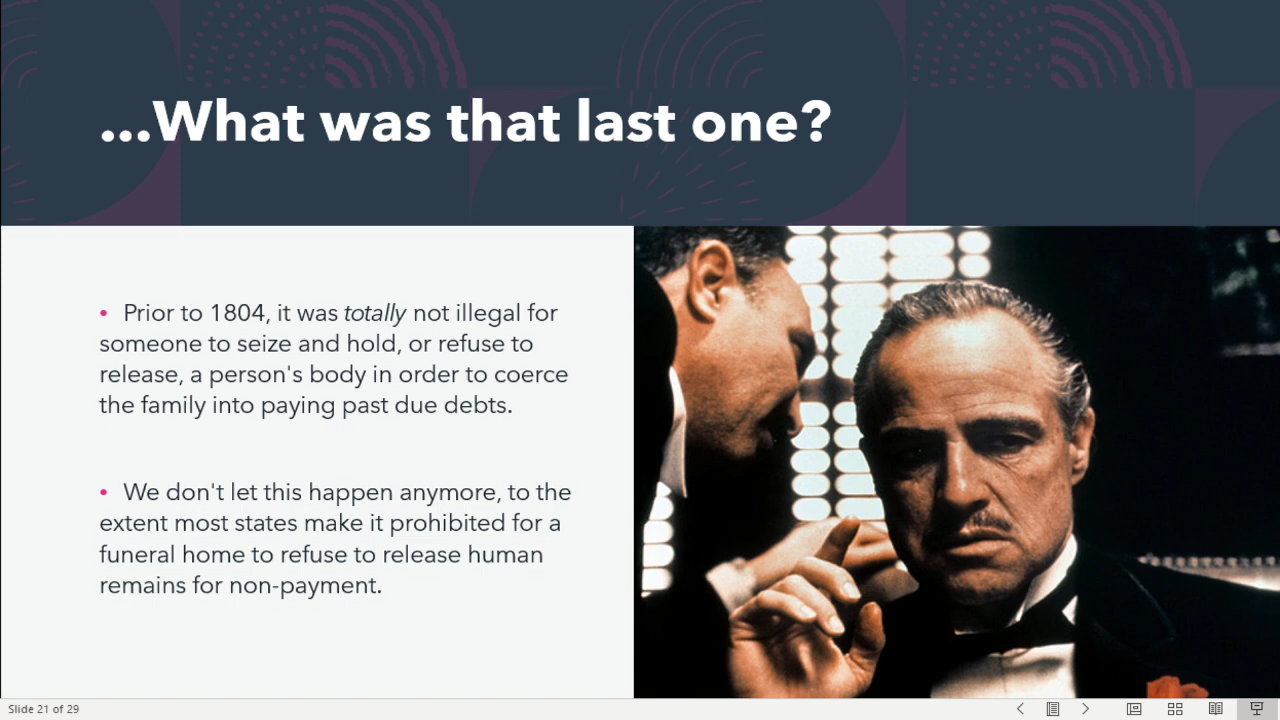 ...What was that last one?
• Prior to 1804, it was totally not illegal for
someone to seize and hold, or refuse to
release, a person's body in order to coerce
the family into paying past due debts.
• We don't let this happen anymore, to the
extent most states make it prohibited for a
funeral home to refuse to release human
remains for non-payment.
Slide 21 of 29